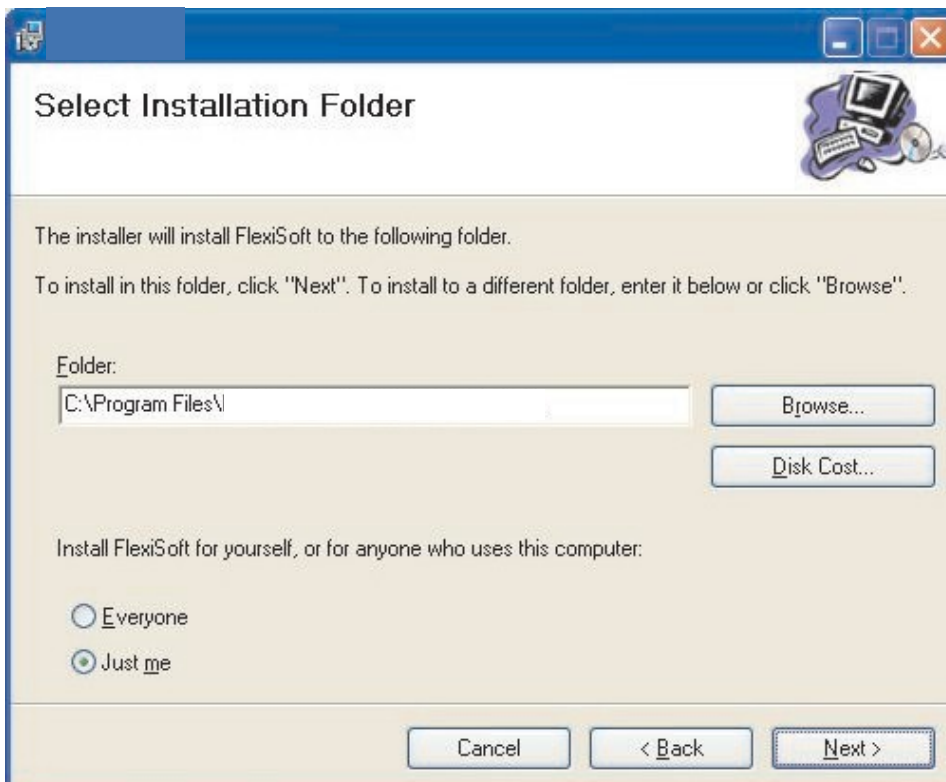 Select Installation Folder
The installer will install FlexiSoft to the following folder.
To install in this folder, click "Next". To install to a different folder, enter it below or click "Browse".
Folder:
C:\Program Files\
Browse...
Disk Cost...
Install FlexiSoft for yourself, or for anyone who uses this computer:
Everyone
Just me
Cancel
< Back
Next >